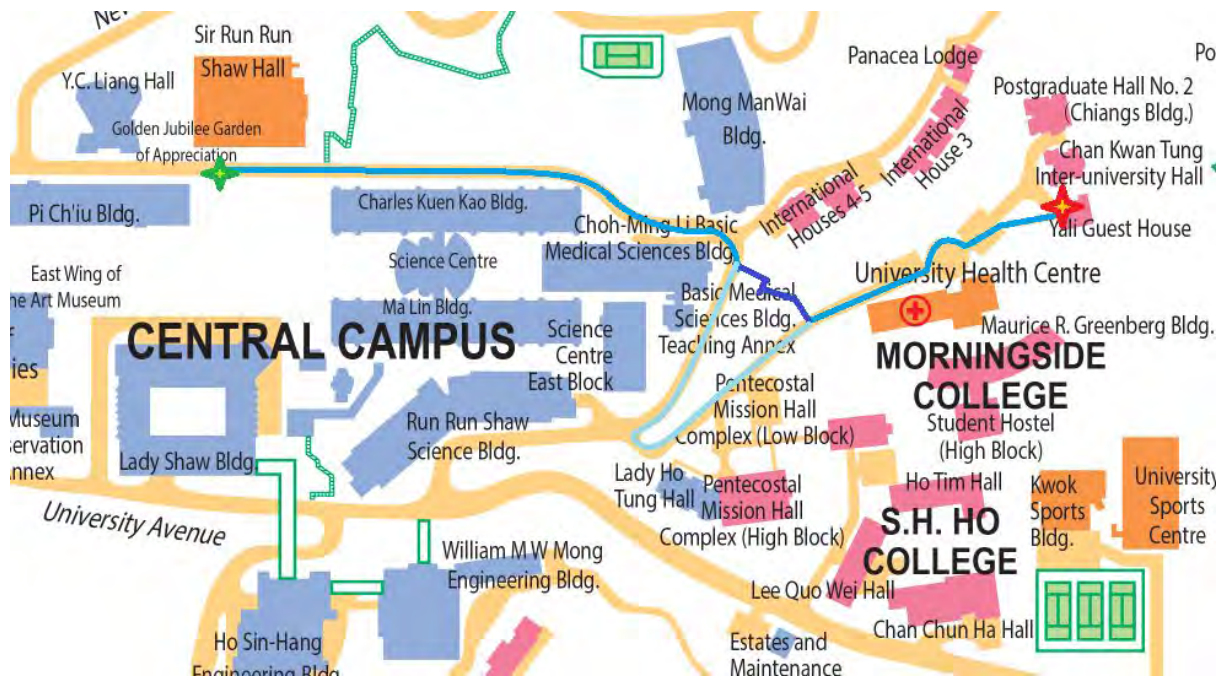 Sir Run Run
Shaw Hall
Y.C. Liang Hall
Golden Jubilee Garden
of Appreciation
Pi Ch'iu Bldg.
Charles Kuen Kao Bldg.
Mong ManWai
Bldg.
Panacea Lodge
Postgraduate Hall No. 2
(Chiangs Bldg.)
International
House 3
Chan Kwan Tung
Inter-university Hall
International
Houses 4-5
Yali Guest House
Choh-Ming Li Basic
Medical Sciences Bldg.
East Wing of
Art Museum
Science Centre
University Health Centre
Basic Medical
Sciences Bldg.
Teaching Annex
Ma Lin Bldg.
CENTRAL CAMPUS
Science
Centre
East Block
Maurice R. Greenberg Bldg.
MORNINGSIDE
COLLEGE
Pentecostal
Mission Hall
Complex (Low Block)
Museum
Annex
Run Run Shaw
Science Bldg.
Student Hostel
(High Block)
Lady Shaw Bldg.
Lady Ho
Tung Hall
Pentecostal
Mission Hall
Complex (High Block)
Ho Tim Hall
Kwok
Sports
Bldg.
University
Sports
Centre
University Avenue
S.H. HO
COLLEGE
William M W Mong
Engineering Bldg.
Lee Quo Wei Hall
Chan Chun Ha Hall
Ho Sin-Hang
Engineering Bldg.
Estates and
Maintenance